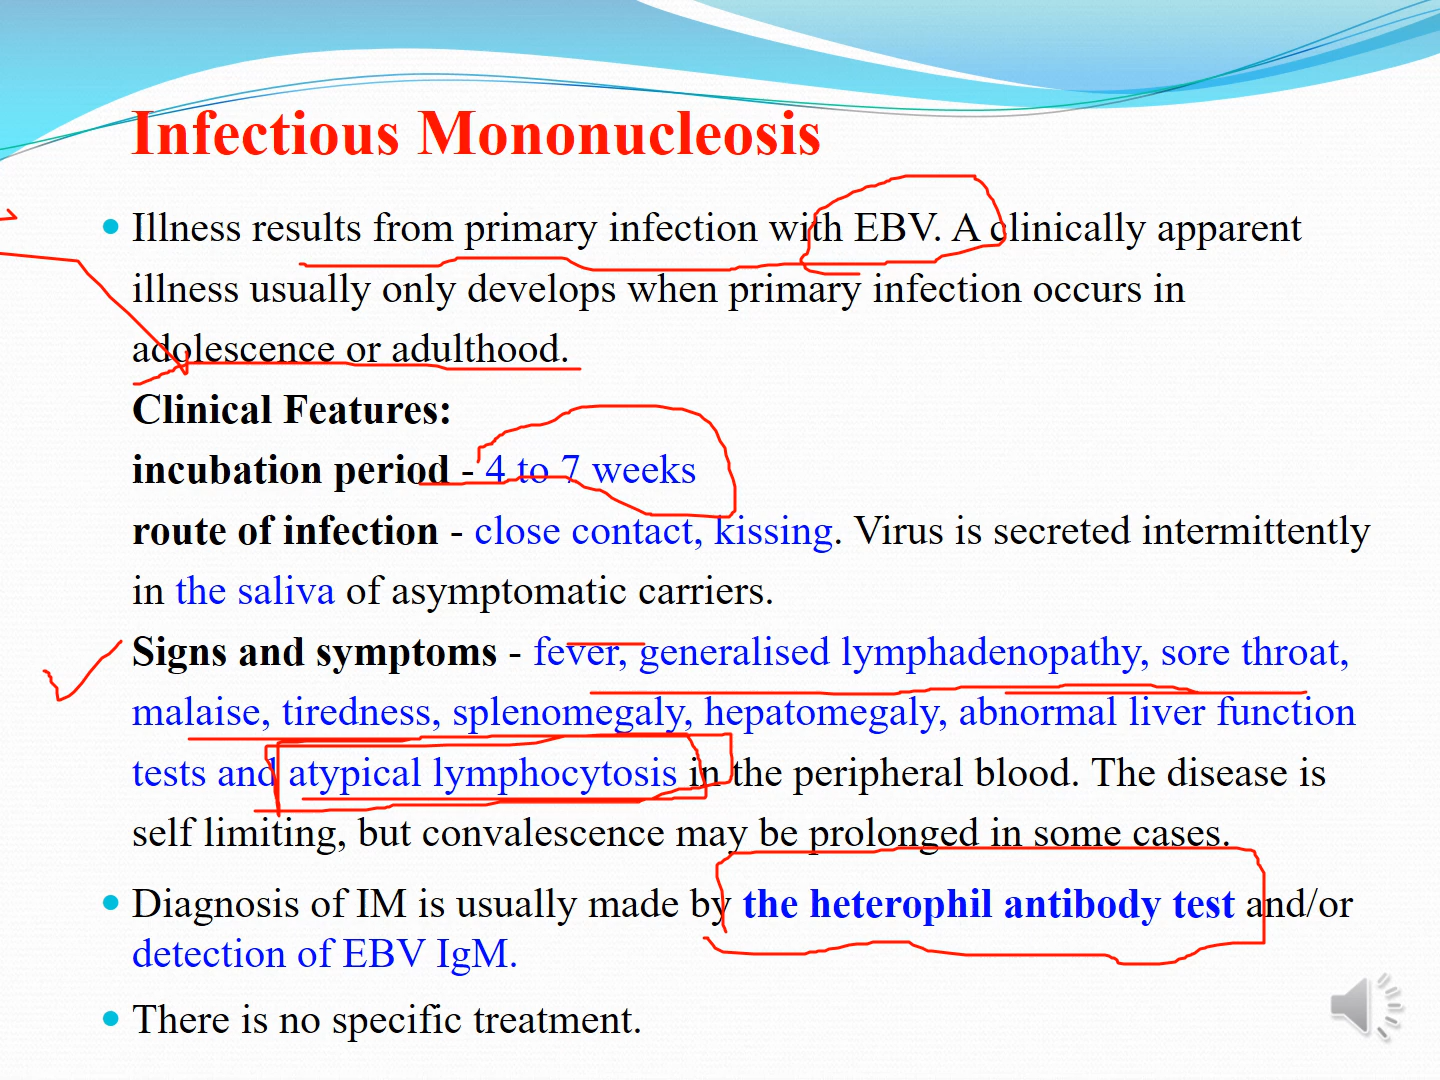 Infectious Mononucleosis
Illness results from primary infection with EBV. A clinically apparent
illness usually only develops when primary infection occurs in
adolescence or adulthood.
Clinical Features:
incubation period - 4 to 7 weeks
route of infection - close contact, kissing. Virus is secreted intermittently
in the saliva of asymptomatic carriers.
Signs and symptoms - fever, generalised lymphadenopathy, sore throat,
malaise, tiredness, splenomegaly, hepatomegaly, abnormal liver function
tests and atypical lymphocytosis in the peripheral blood. The disease is
self limiting, but convalescence may be prolonged in some cases.
Diagnosis of IM is usually made by the heterophil antibody test and/or
detection of EBV IgM.
There is no specific treatment.